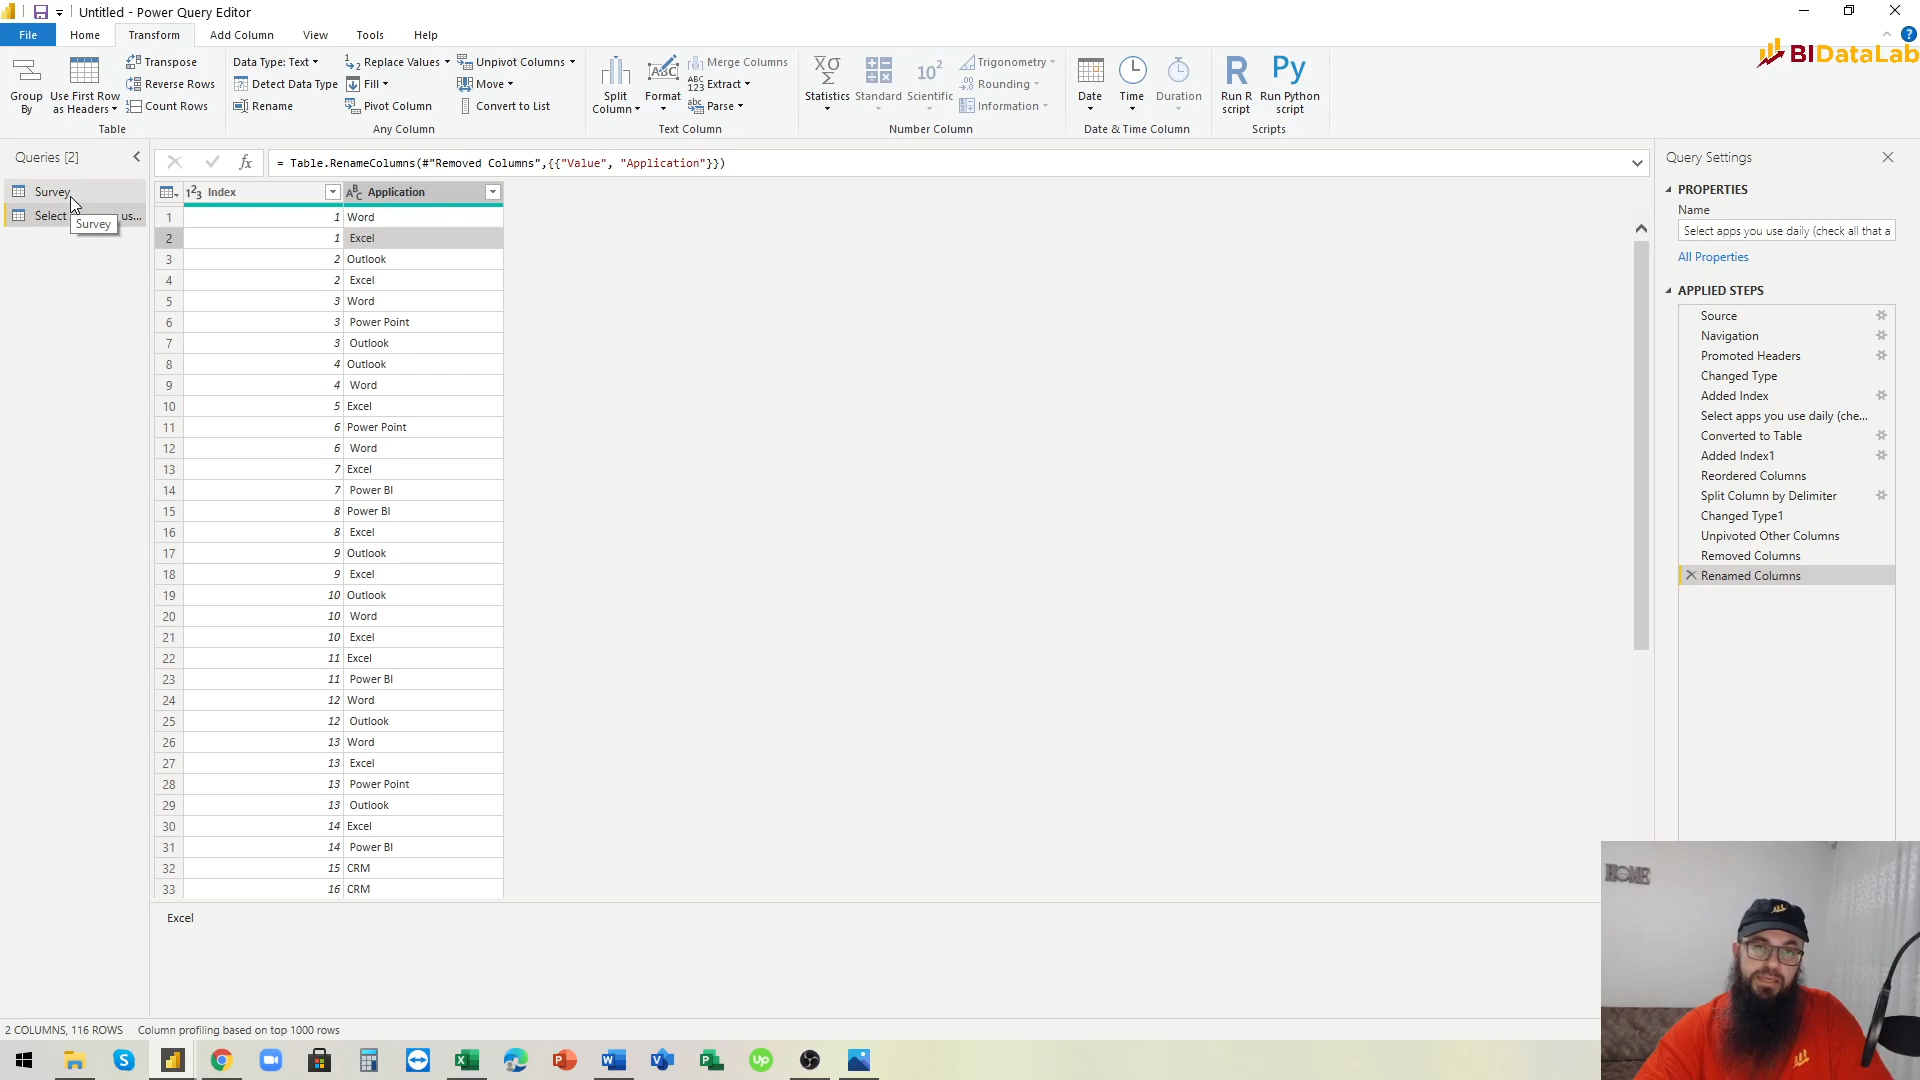 Untitled - Power Query Editor
File Home Transform Add Column View Tools Help
BIDataLab
Group By
Use First Row as Headers
Transpose
Reverse Rows
Count Rows
Table
Data Type: Text
Detect Data Type
Rename
Replace Values
Fill
Pivot Column
Unpivot Columns
Move
Convert to List
Any Column
Split Column
Format
Merge Columns
Extract
Parse
Text Column
Statistics
Standard
Scientific
Trigonometry
Rounding
Information
Number Column
Date
Time
Duration
Date & Time Column
Run R script
Run Python script
Scripts
Queries [2]
Survey
Select us...
Survey
= Table.RenameColumns(#"Removed Columns",{{"Value", "Application"}})
Index Application
1 1 Word
2 1 Excel
3 2 Outlook
4 2 Excel
5 3 Word
6 3 Power Point
7 3 Outlook
8 4 Outlook
9 4 Word
10 5 Excel
11 6 Power Point
12 6 Word
13 7 Excel
14 7 Power BI
15 8 Power BI
16 8 Excel
17 9 Outlook
18 9 Excel
19 10 Outlook
20 10 Word
21 10 Excel
22 11 Excel
23 11 Power BI
24 12 Word
25 12 Outlook
26 13 Word
27 13 Excel
28 13 Power Point
29 13 Outlook
30 14 Excel
31 14 Power BI
32 15 CRM
33 16 CRM
Excel
Query Settings
PROPERTIES
Name
Select apps you use daily (check all that a
All Properties
APPLIED STEPS
Source
Navigation
Promoted Headers
Changed Type
Added Index
Select apps you use daily (che...
Converted to Table
Added Index1
Reordered Columns
Split Column by Delimiter
Changed Type1
Unpivoted Other Columns
Removed Columns
Renamed Columns
HOME
2 COLUMNS, 116 ROWS Column profiling based on top 1000 rows